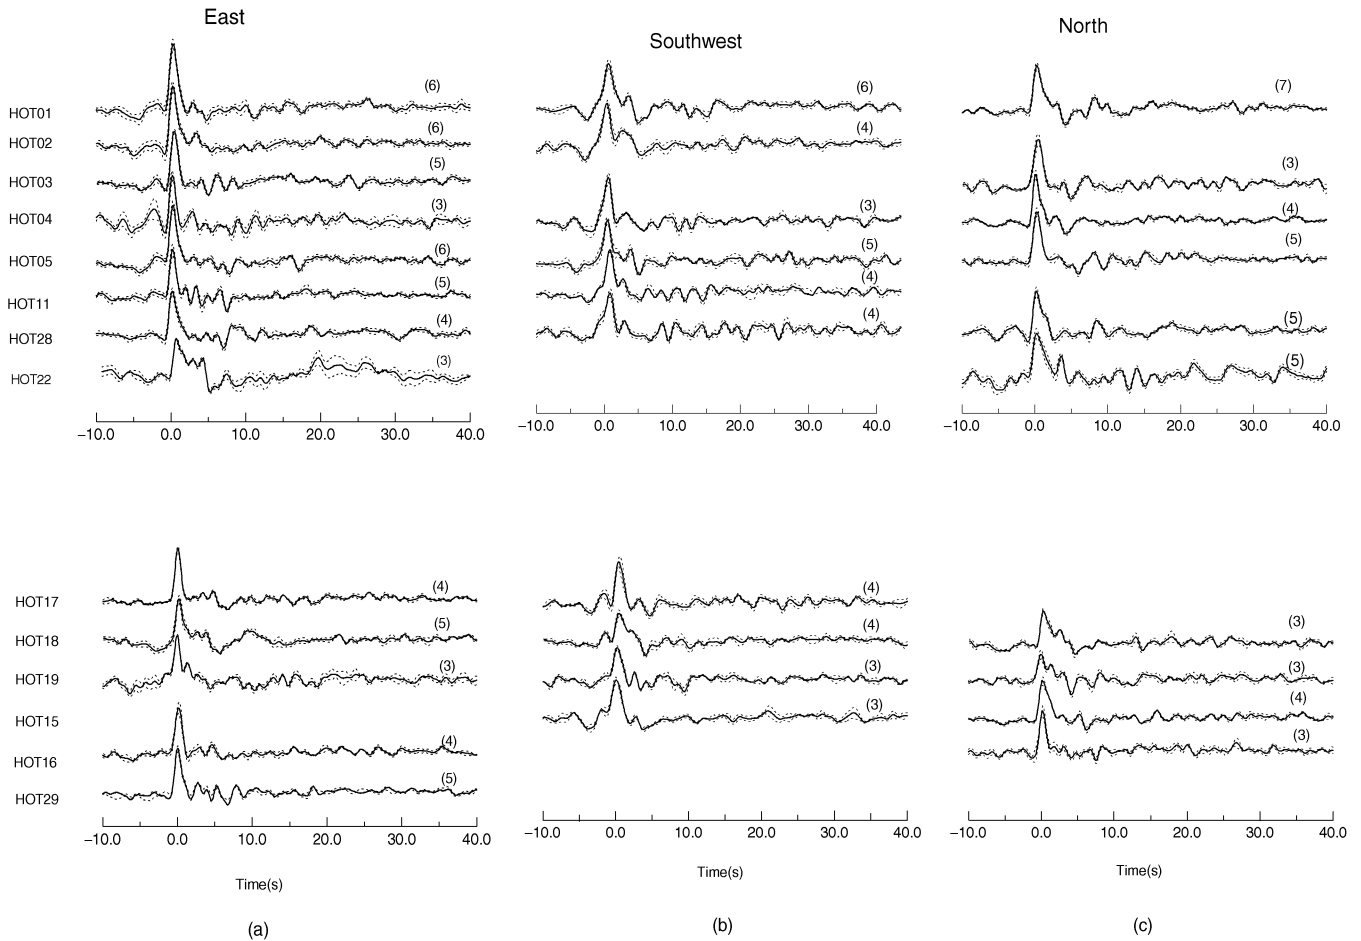 East
Southwest
North
HOT01 (6) (6) (7)
HOT02 (6) (4)
HOT03 (5) (3)
HOT04 (3) (3) (4)
HOT05 (6) (5) (5)
HOT11 (5) (4)
HOT28 (4) (4) (5)
HOT22 (3) (5)
−10.0 0.0 10.0 20.0 30.0 40.0
−10.0 0.0 10.0 20.0 30.0 40.0
−10.0 0.0 10.0 20.0 30.0 40.0
HOT17 (4) (4)
HOT18 (5) (4) (3)
HOT19 (3) (3) (3)
HOT15 (3) (4)
HOT16 (4) (3)
HOT29 (5)
−10.0 0.0 10.0 20.0 30.0 40.0
−10.0 0.0 10.0 20.0 30.0 40.0
−10.0 0.0 10.0 20.0 30.0 40.0
Time(s)
Time(s)
Time(s)
(a)
(b)
(c)